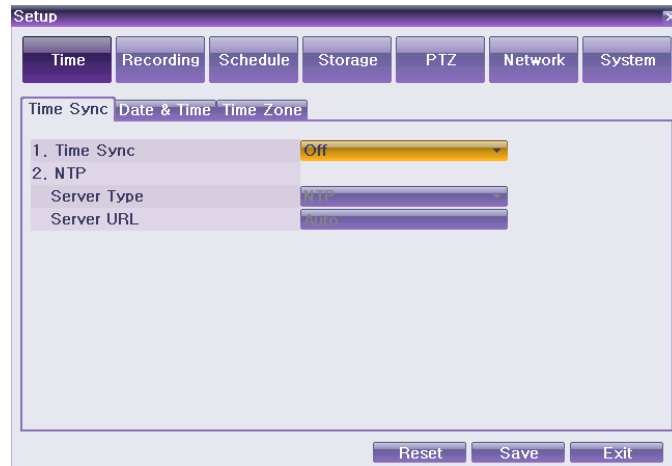 Setup
Time Recording Schedule Storage PTZ Network System
Time Sync Date & Time Time Zone
1. Time Sync Off
2. NTP
Server Type NTP
Server URL Auto
Reset Save Exit